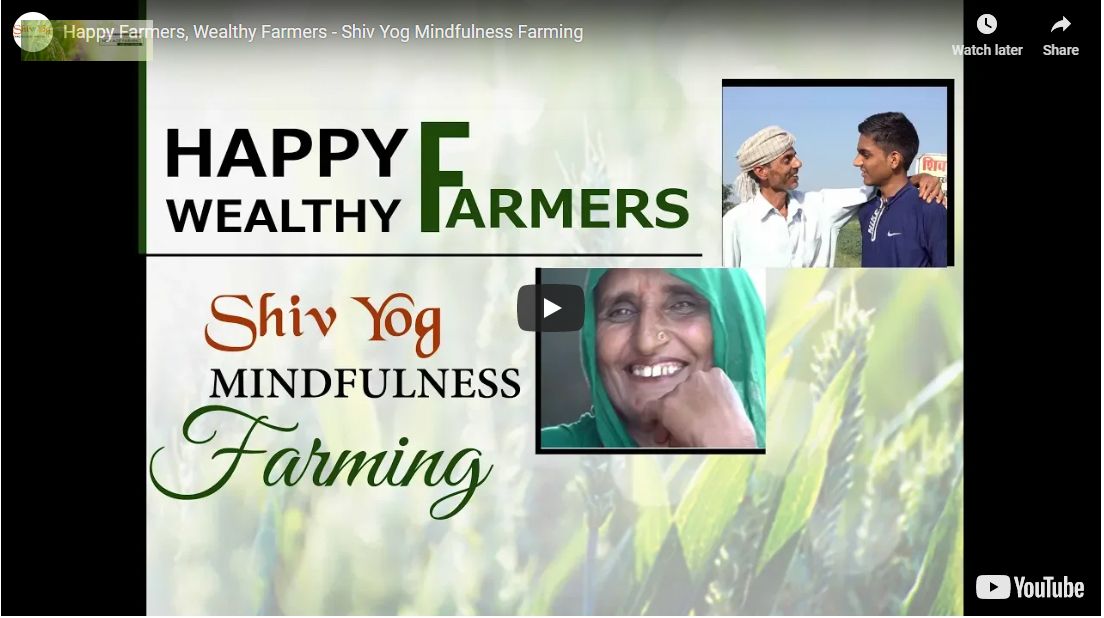 Happy Farmers, Wealthy Farmers - Shiv Yog Mindfulness Farming
Watch later
Share
HAPPY
WEALTHY
FARMERS
शिव
NIKE
Shiv Yog
MINDFULNESS
Farming
YouTube